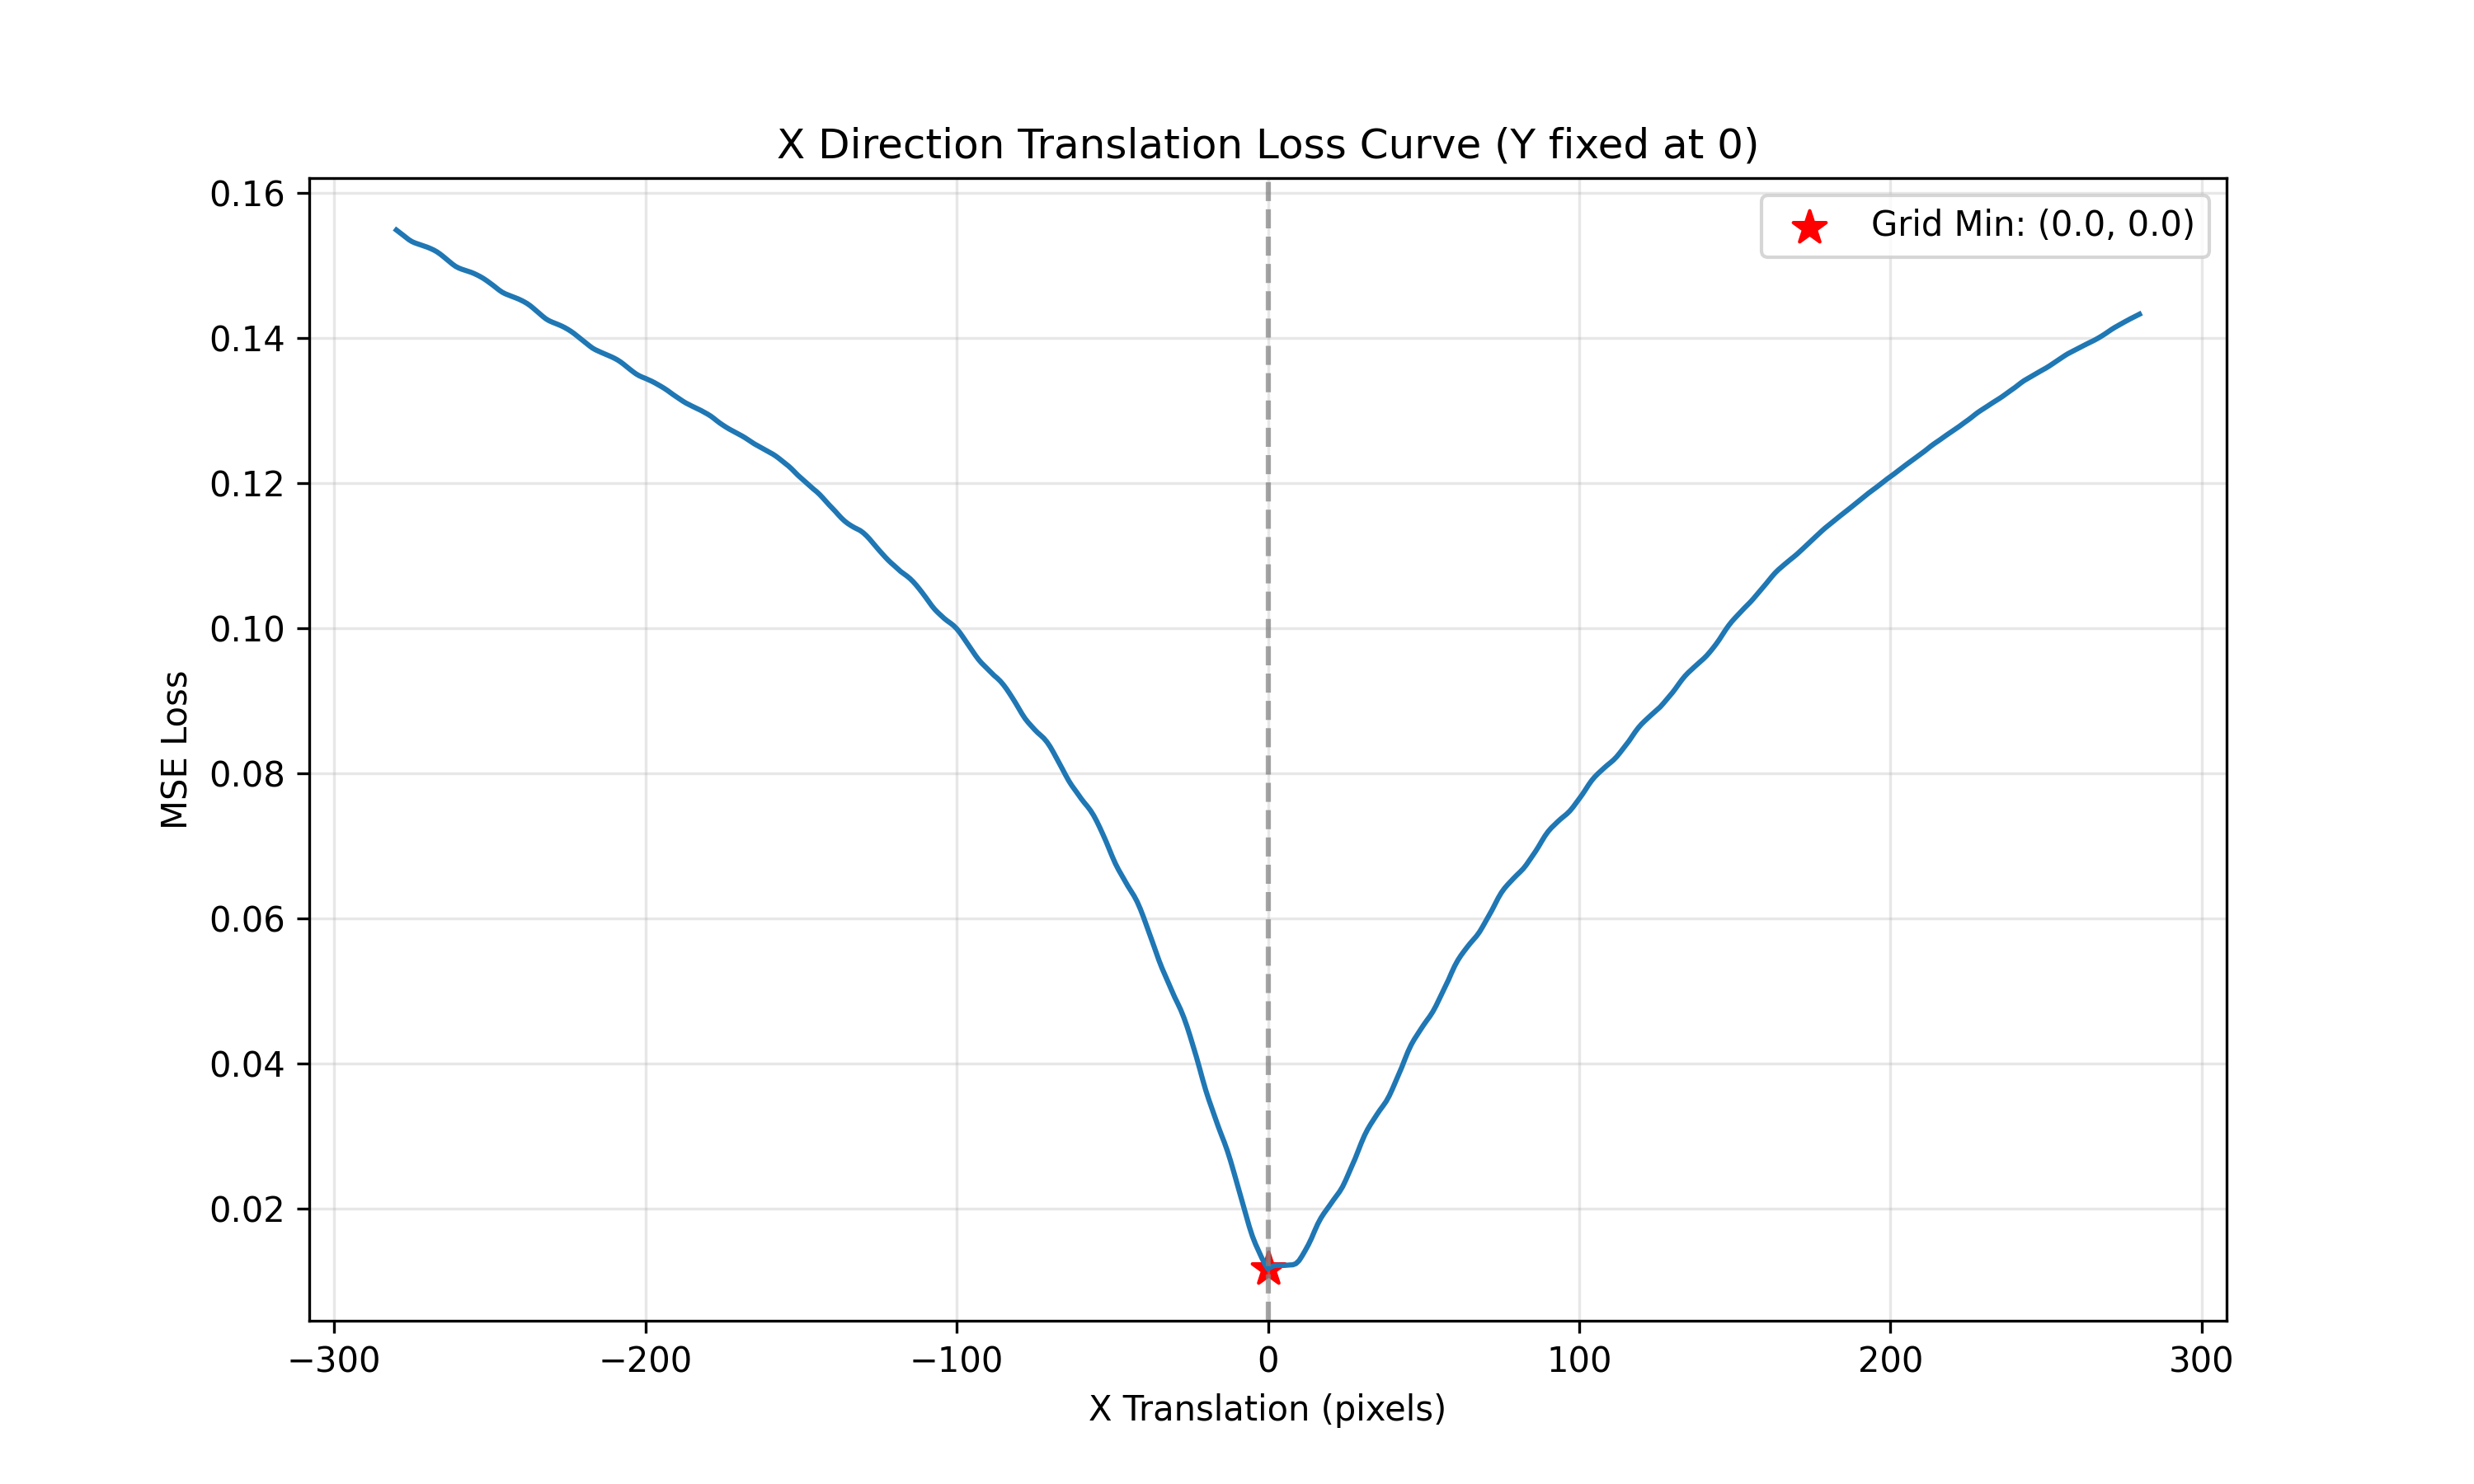 X Direction Translation Loss Curve (Y fixed at 0)
Grid Min: (0.0, 0.0)
MSE Loss
0.16
0.14
0.12
0.10
0.08
0.06
0.04
0.02
−300 −200 −100 0 100 200 300
X Translation (pixels)